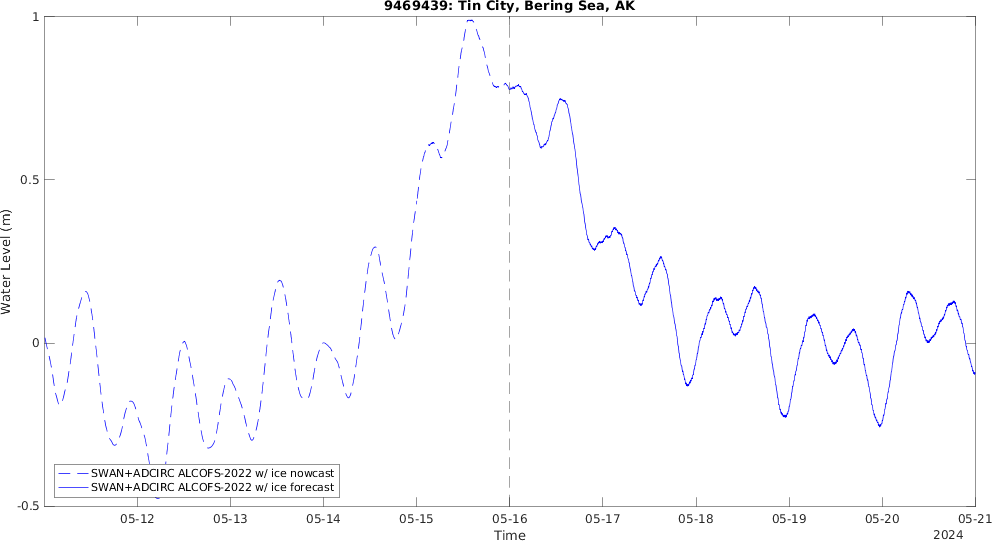 9469439: Tin City, Bering Sea, AK
1
0.5
0
-0.5
Water Level (m)
SWAN+ADCIRC ALCOFS-2022 w/ ice nowcast
SWAN+ADCIRC ALCOFS-2022 w/ ice forecast
05-12 05-13 05-14 05-15 05-16 05-17 05-18 05-19 05-20 05-21
Time
2024